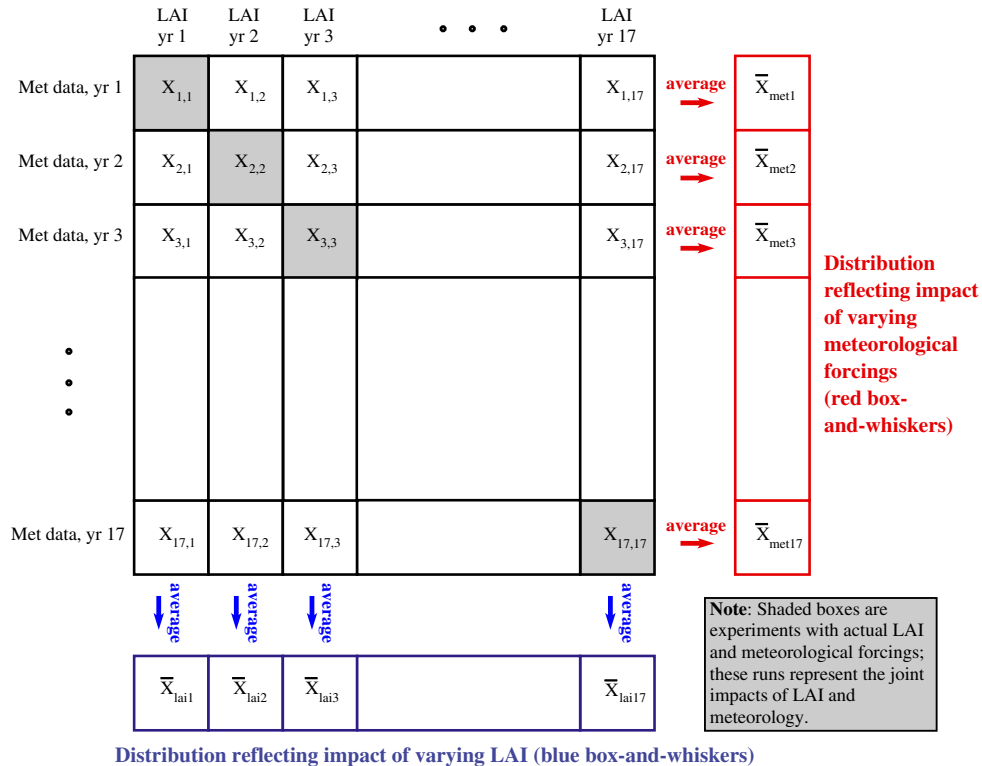 LAI yr 1
LAI yr 2
LAI yr 3
LAI yr 17
Met data, yr 1
X1,1
X1,2
X1,3
X1,17
average
X̅met1
Met data, yr 2
X2,1
X2,2
X2,3
X2,17
average
X̅met2
Met data, yr 3
X3,1
X3,2
X3,3
X3,17
average
X̅met3
Distribution
reflecting impact
of varying
meteorological
forcings
(red box-
and-whiskers)
Met data, yr 17
X17,1
X17,2
X17,3
X17,17
average
X̅met17
average
average
average
average
X̅lai1
X̅lai2
X̅lai3
X̅lai17
Note: Shaded boxes are
experiments with actual LAI
and meteorological forcings;
these runs represent the joint
impacts of LAI and
meteorology.
Distribution reflecting impact of varying LAI (blue box-and-whiskers)